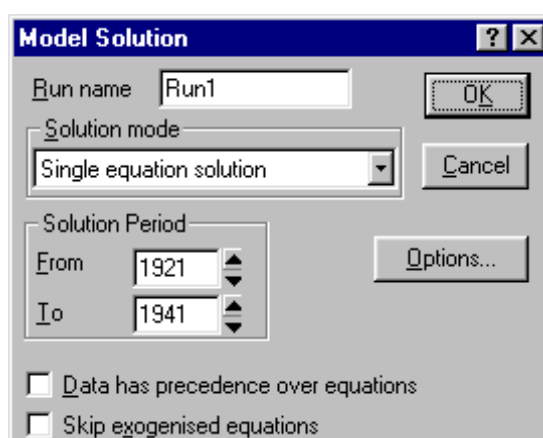 Model Solution
Run name Run1
OK
Solution mode
Single equation solution
Cancel
Solution Period
From 1921
To 1941
Options...
Data has precedence over equations
Skip exogenised equations